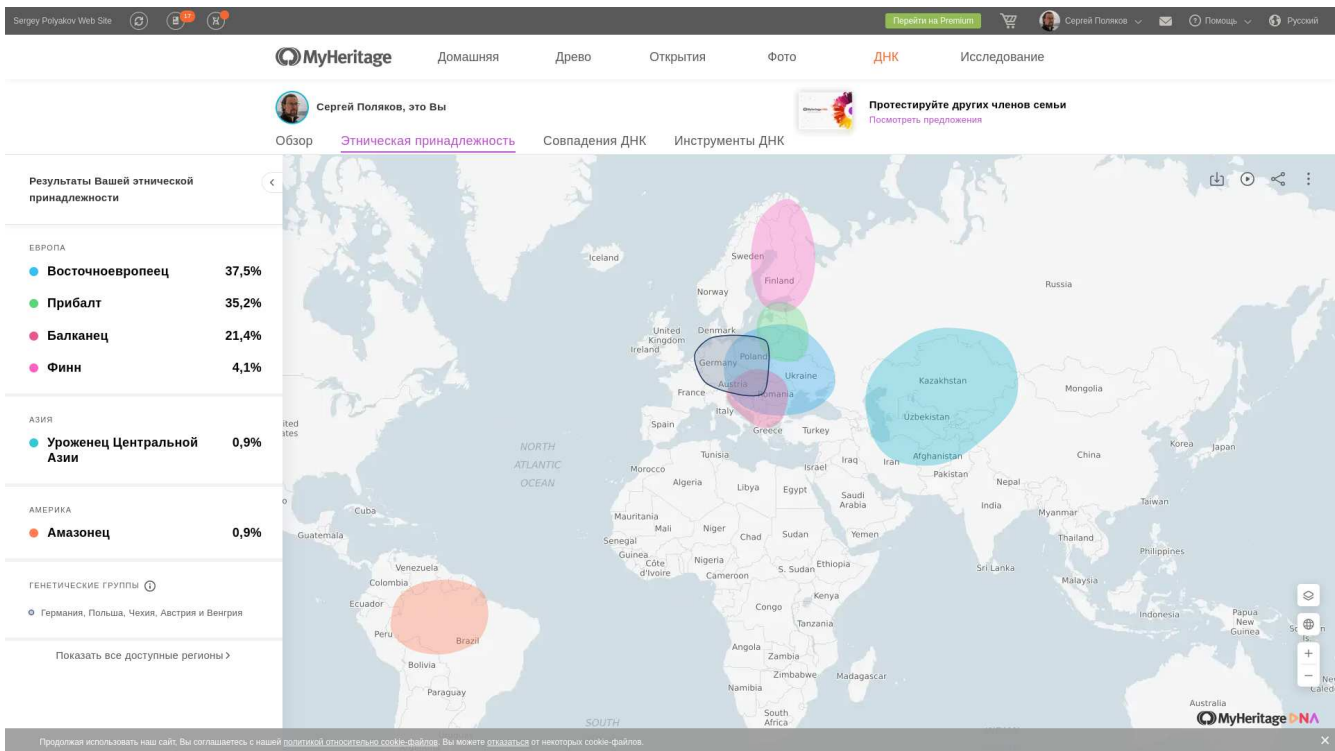 Sergey Polyakov Web Site
17
Перейти на Premium
Сергей Поляков
Помощь
Русский
MyHeritage
Домашняя
Древо
Открытия
Фото
ДНК
Исследование
Сергей Поляков, это Вы
Протестируйте других членов семьи
Посмотреть предложения
Обзор
Этническая принадлежность
Совпадения ДНК
Инструменты ДНК
Результаты Вашей этнической
принадлежности
ЕВРОПА
Восточноевропеец 37,5%
Прибалт 35,2%
Балканец 21,4%
Финн 4,1%
АЗИЯ
Уроженец Центральной 0,9%
Азии
АМЕРИКА
Амазонец 0,9%
ГЕНЕТИЧЕСКИЕ ГРУППЫ
Германия, Польша, Чехия, Австрия и Венгрия
Показать все доступные регионы
Iceland
Sweden
Finland
Norway
Russia
United
Kingdom
Denmark
Ireland
Germany
Poland
Ukraine
Austria
France
Romania
Kazakhstan
Mongolia
Italy
Uzbekistan
Spain
Greece
Turkey
ited
ates
NORTH
ATLANTIC
OCEAN
Tunisia
Morocco
Israel
Iraq
Iran
Afghanistan
China
Korea
Japan
Algeria
Libya
Egypt
Pakistan
Nepal
Saudi
Arabia
India
Taiwan
Cuba
Mauritania
Myanmar
Mali
Niger
Chad
Sudan
Yemen
Guatemala
Senegal
Thailand
Guinea
Côte
d'Ivoire
Nigeria
Philippines
Venezuela
Cameroon
S. Sudan
Ethiopia
Sri Lanka
Colombia
Malaysia
Ecuador
Kenya
Congo
Indonesia
Papua
New
Guinea
Tanzania
Peru
Brazil
Angola
Zambia
Bolivia
Zimbabwe
Madagascar
Paraguay
Namibia
South
Africa
Australia
SOUTH
MyHeritage DNA
Продолжая использовать наш сайт, Вы соглашаетесь с нашей политикой относительно cookie-файлов. Вы можете отказаться от некоторых cookie-файлов.